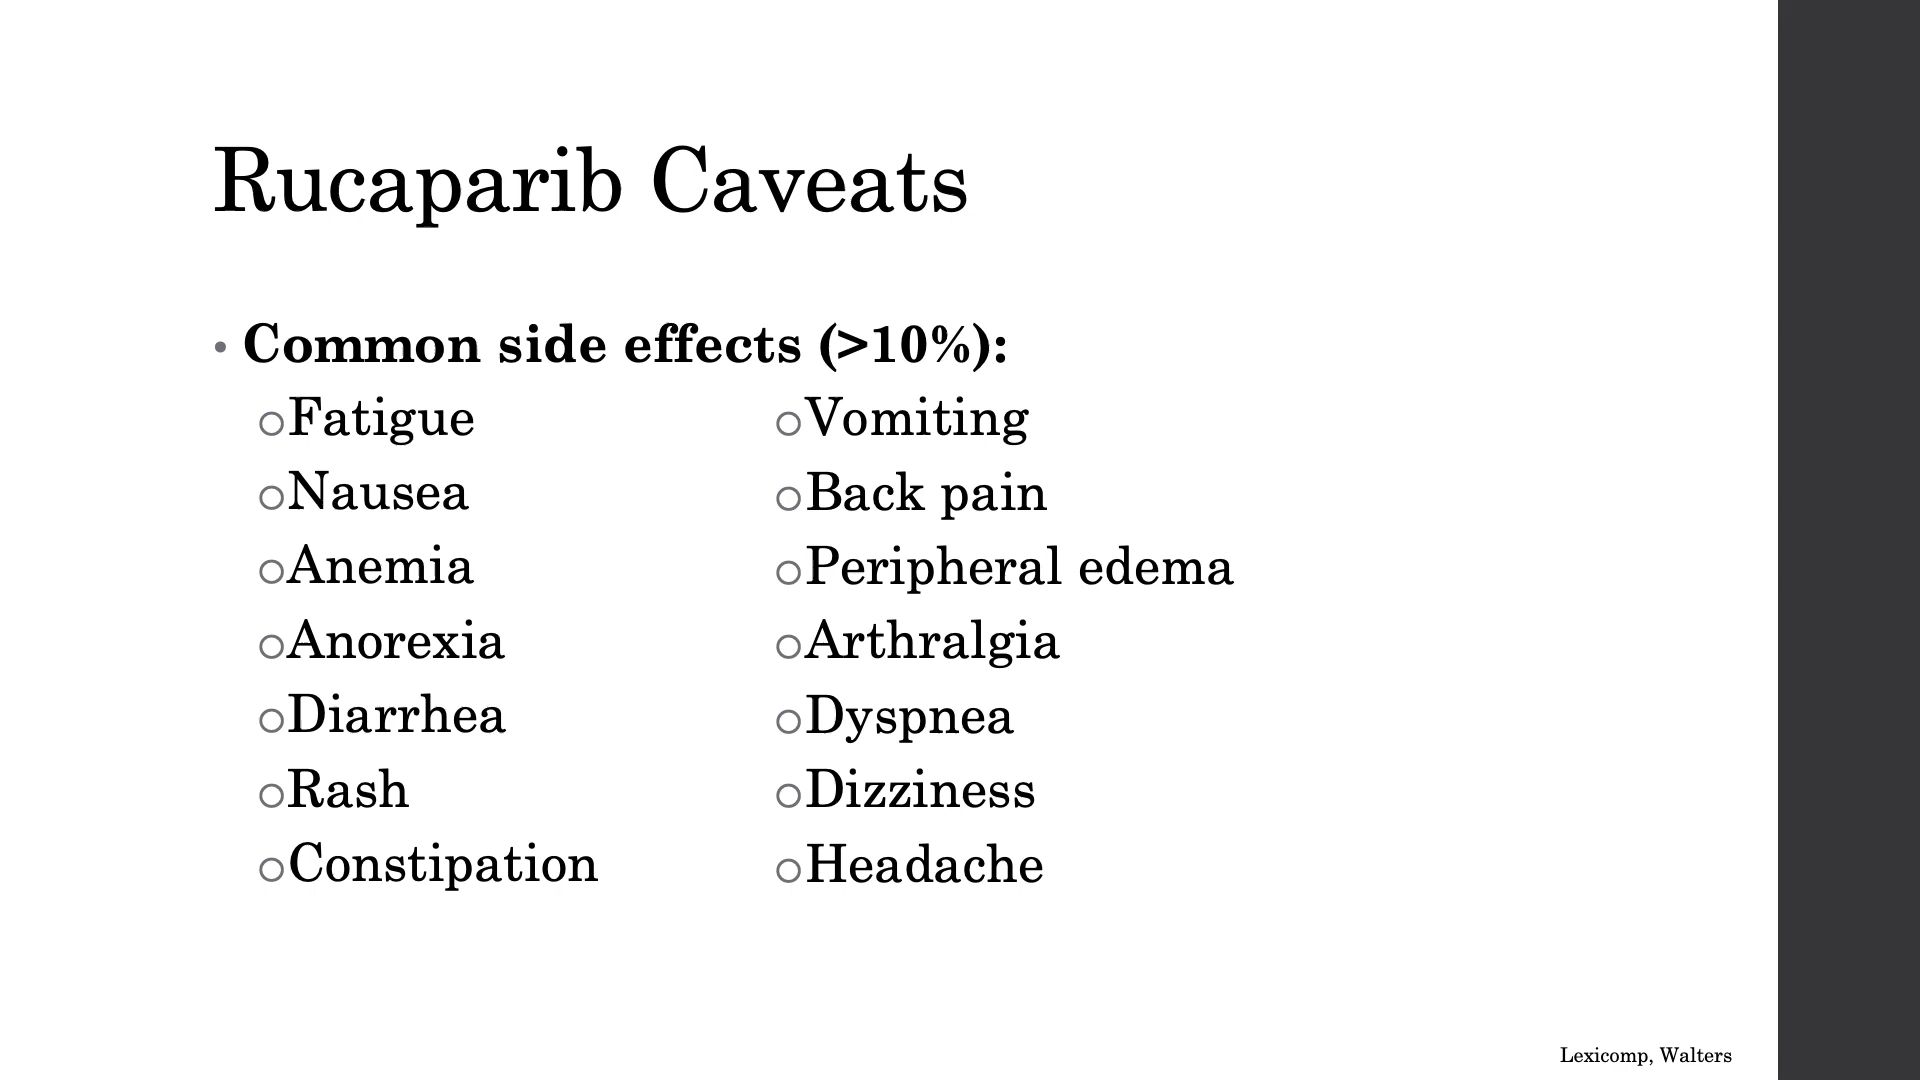 Rucaparib Caveats
• Common side effects (>10%):
○Fatigue
○Nausea
○Anemia
○Anorexia
○Diarrhea
○Rash
○Constipation
○Vomiting
○Back pain
○Peripheral edema
○Arthralgia
○Dyspnea
○Dizziness
○Headache
Lexicomp, Walters